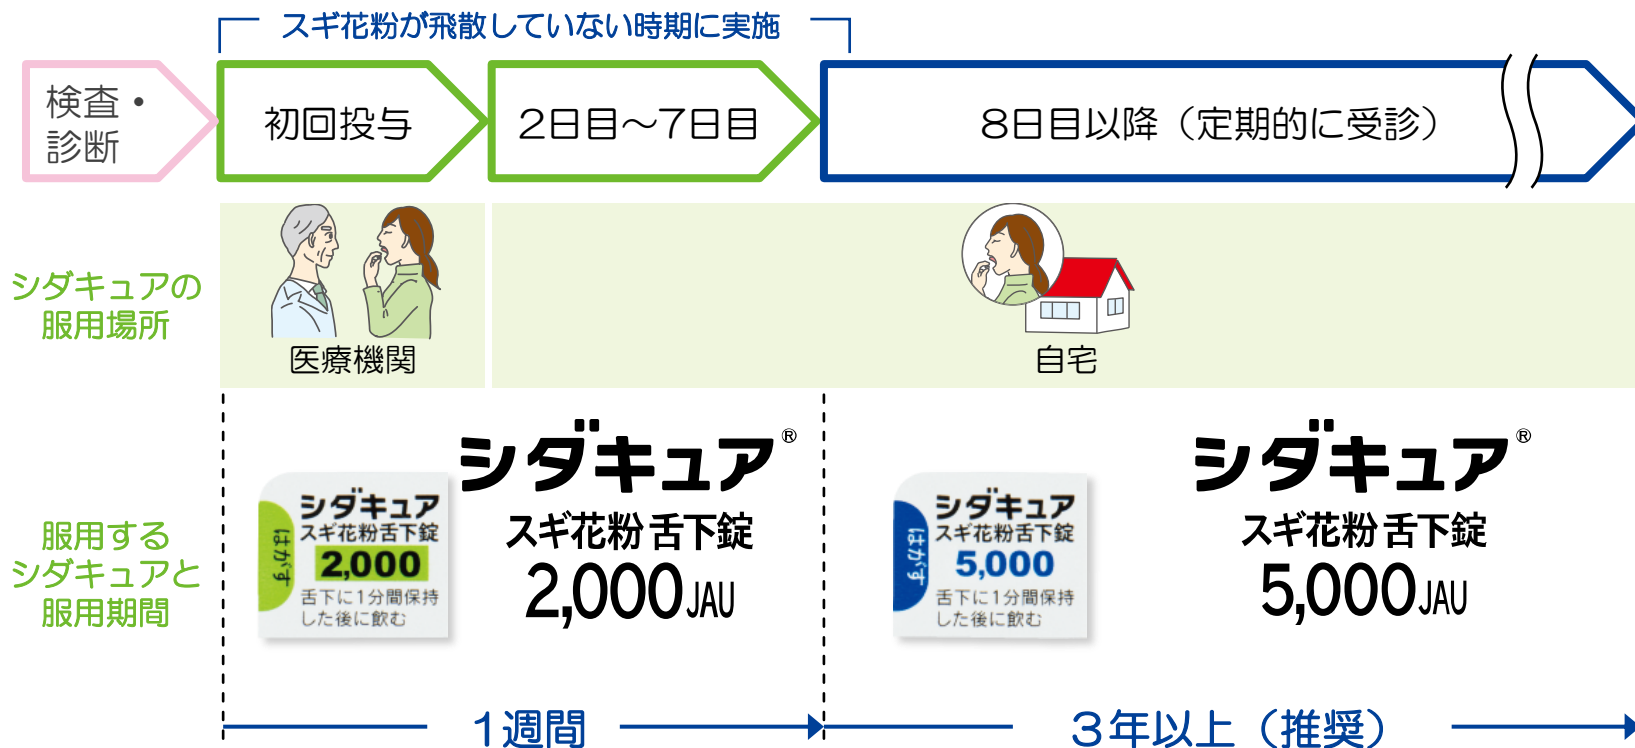 スギ花粉が飛散していない時期に実施
検査・
診断
初回投与
2日目～7日目
8日目以降（定期的に受診）
シダキュアの
服用場所
医療機関
自宅
服用する
シダキュアと
服用期間
はがす
シダキュア
スギ花粉舌下錠
2,000
舌下に1分間保持
した後に飲む
シダキュア®
スギ花粉 舌下錠
2,000JAU
はがす
シダキュア
スギ花粉舌下錠
5,000
舌下に1分間保持
した後に飲む
シダキュア®
スギ花粉 舌下錠
5,000JAU
1週間
3年以上（推奨）